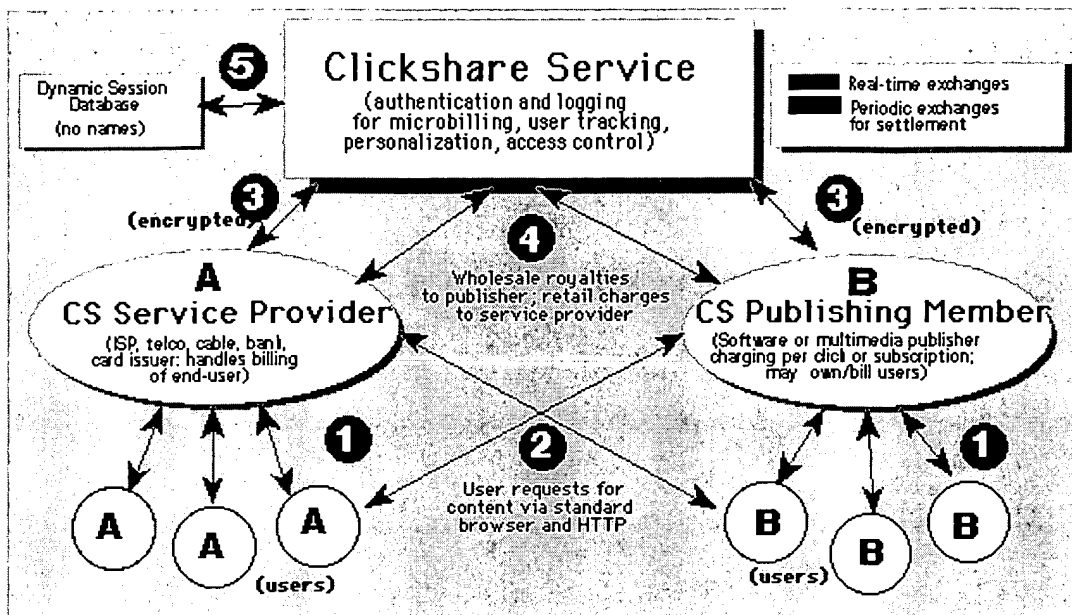 Clickshare Service
(authentication and logging
for microbilling, user tracking,
personalization, access control)
5
Dynamic Session
Database
(no names)
Real-time exchanges
Periodic exchanges
for settlement
3
(encrypted)
3
(encrypted)
4
Wholesale royalties
to publisher; retail charges
to service provider
A
CS Service Provider
(ISP, telco, cable, bank,
card issuer: handles billing
of end-user)
B
CS Publishing Member
(Software or multimedia publisher
charging per click or subscription;
may own/bill users)
1
2
1
User requests for
content via standard
browser and HTTP
A
A
A
(users)
B
B
B
(users)